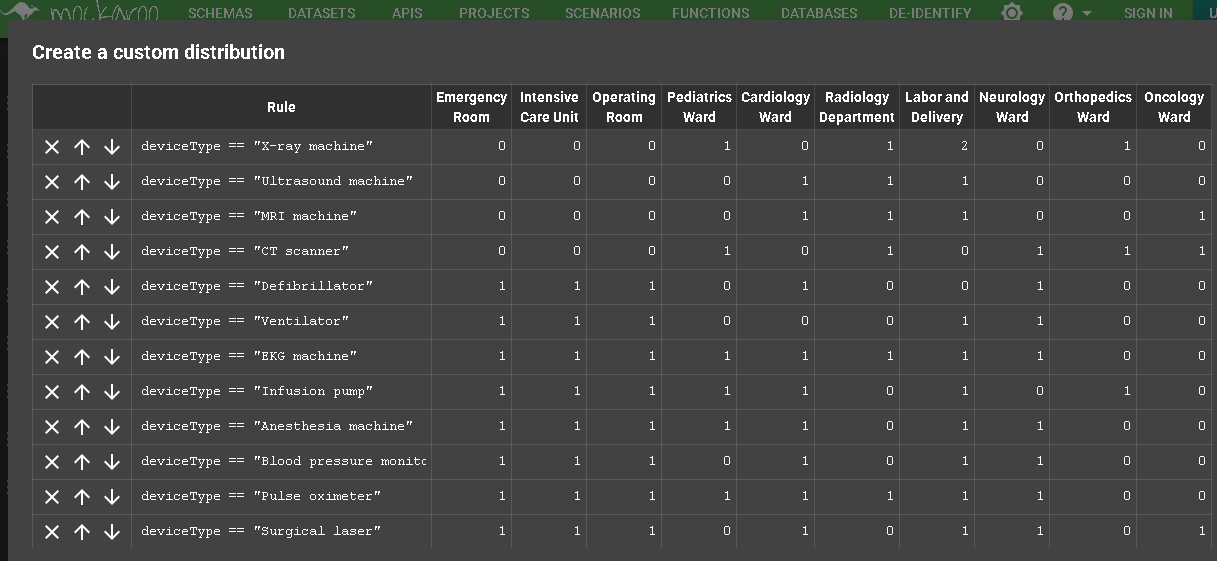 mockaroo SCHEMAS DATASETS APIS PROJECTS SCENARIOS FUNCTIONS DATABASES DE-IDENTIFY ? SIGN IN U
Create a custom distribution
Rule Emergency Room Intensive Care Unit Operating Room Pediatrics Ward Cardiology Ward Radiology Department Labor and Delivery Neurology Ward Orthopedics Ward Oncology Ward
deviceType == "X-ray machine" 0 0 0 1 0 1 2 0 1 0
deviceType == "Ultrasound machine" 0 0 0 0 1 1 1 0 0 0
deviceType == "MRI machine" 0 0 0 0 1 1 1 0 0 1
deviceType == "CT scanner" 0 0 0 1 0 1 0 1 1 1
deviceType == "Defibrillator" 1 1 1 0 1 0 0 1 0 0
deviceType == "Ventilator" 1 1 1 0 0 0 1 1 0 0
deviceType == "EKG machine" 1 1 1 1 1 1 1 1 0 0
deviceType == "Infusion pump" 1 1 1 1 1 0 1 0 1 0
deviceType == "Anesthesia machine" 1 1 1 1 1 0 1 1 0 0
deviceType == "Blood pressure monito 1 1 1 0 1 0 1 1 0 0
deviceType == "Pulse oximeter" 1 1 1 1 1 1 1 1 0 0
deviceType == "Surgical laser" 1 1 1 0 1 0 1 1 0 1